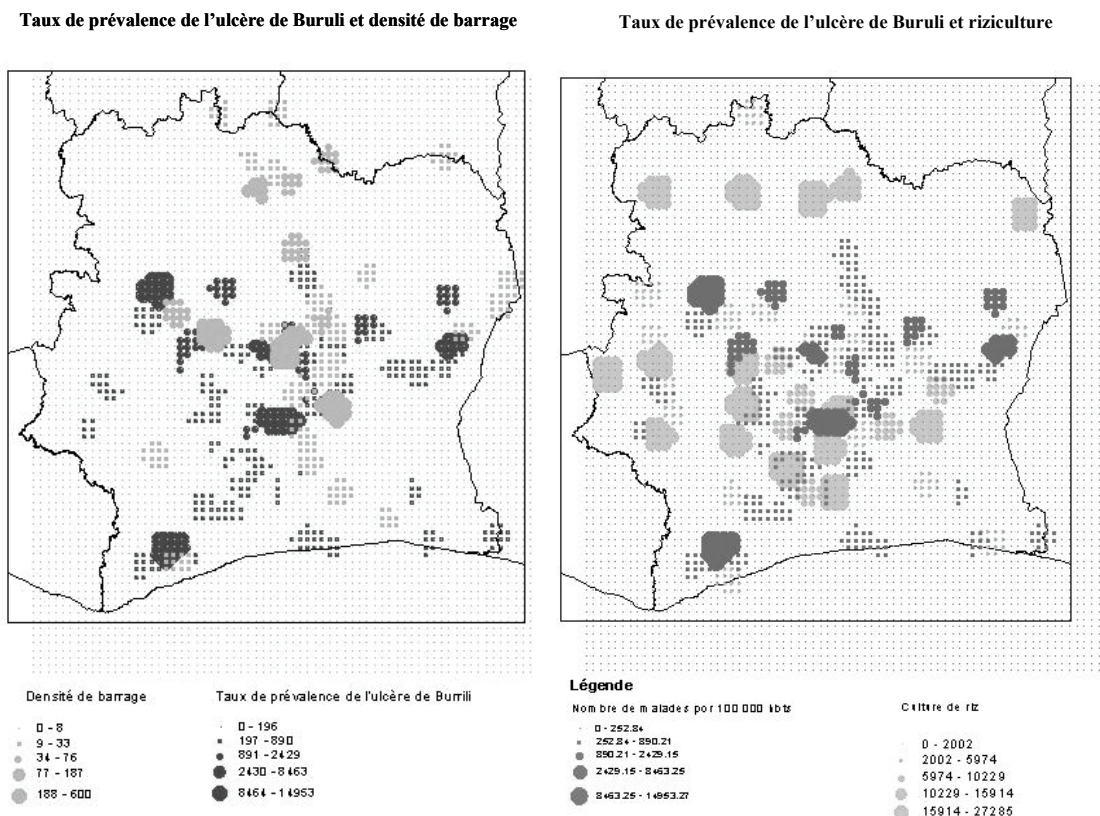 Taux de prévalence de l'ulcère de Buruli et densité de barrage
Taux de prévalence de l'ulcère de Buruli et riziculture
Densité de barrage
0 - 8
9 - 33
34 - 76
77 - 187
188 - 600
Taux de prévalence de l'ulcère de Burrili
0 - 196
197 - 890
891 - 2429
2430 - 8463
8464 - 14953
Légende
Nombre de malades por 100 000 hbts
0 - 252.84
252.84 - 890.21
890.21 - 2429.15
2429.15 - 8463.25
8463.25 - 14953.27
Culture de riz
0 - 2002
2002 - 5974
5974 - 10229
10229 - 15914
15914 - 27285